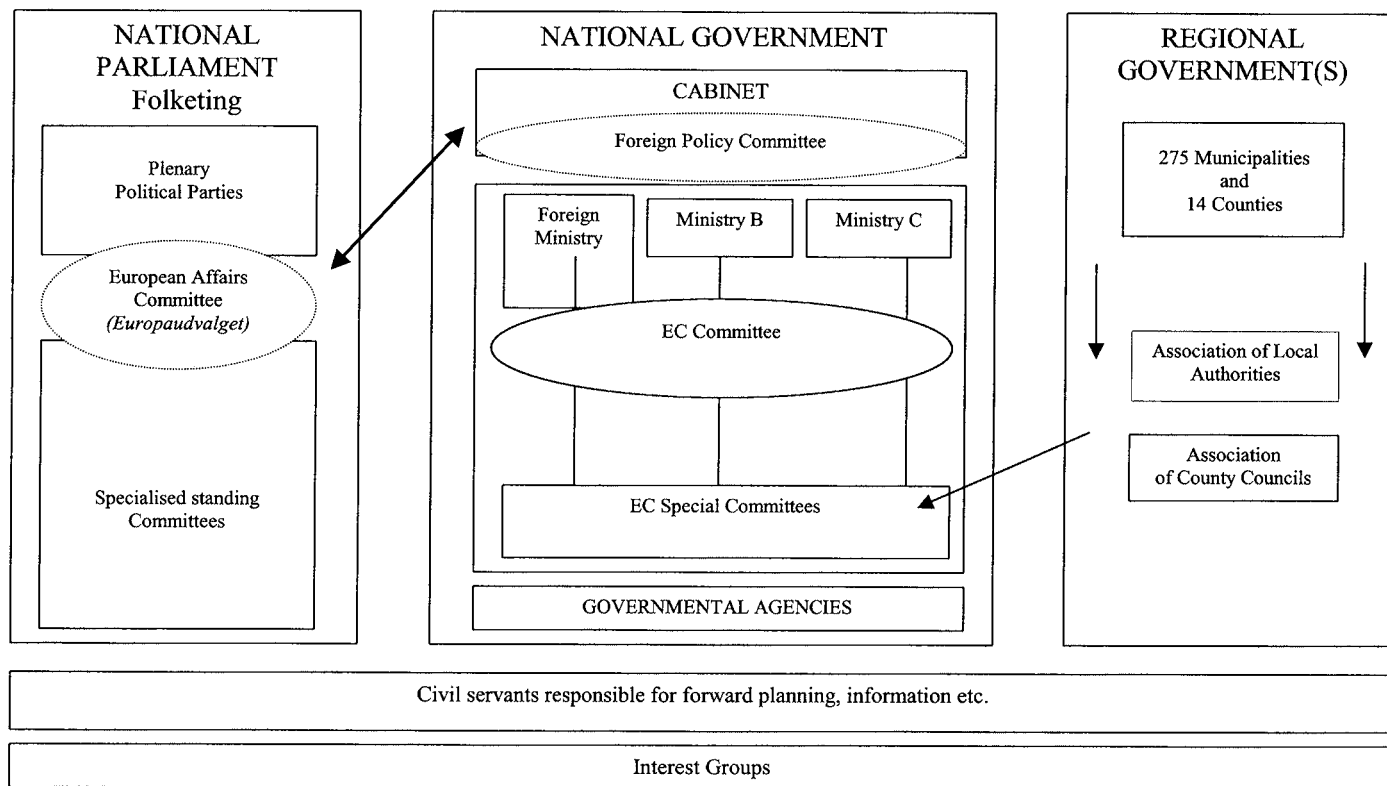 NATIONAL
PARLIAMENT
Folketing
Plenary
Political Parties
European Affairs
Committee
(Europaudvalget)
Specialised standing
Committees
NATIONAL GOVERNMENT
CABINET
Foreign Policy Committee
Foreign
Ministry
Ministry B
Ministry C
EC Committee
EC Special Committees
GOVERNMENTAL AGENCIES
REGIONAL
GOVERNMENT(S)
275 Municipalities
and
14 Counties
Association of Local
Authorities
Association
of County Councils
Civil servants responsible for forward planning, information etc.
Interest Groups